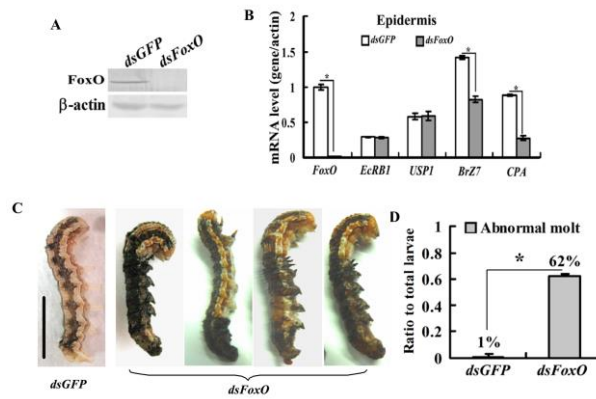 A
dsGFP
dsFoxO
FoxO
β-actin
B
Epidermis
dsGFP dsFoxO
mRNA level (gene/actin)
1.5
1
0.5
0
*
*
*
FoxO EcRB1 USP1 BrZ7 CPA
C
dsGFP
dsFoxO
D
Abnormal molt
Ratio to total larvae
1
0.8
0.6
0.4
0.2
0
62%
*
1%
dsGFP dsFoxO